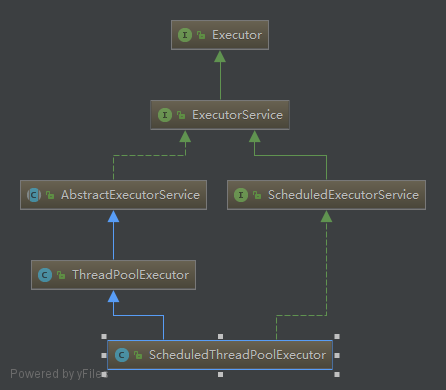 I Executor
I ExecutorService
C AbstractExecutorService
I ScheduledExecutorService
C ThreadPoolExecutor
C ScheduledThreadPoolExecutor
Powered by yFiles